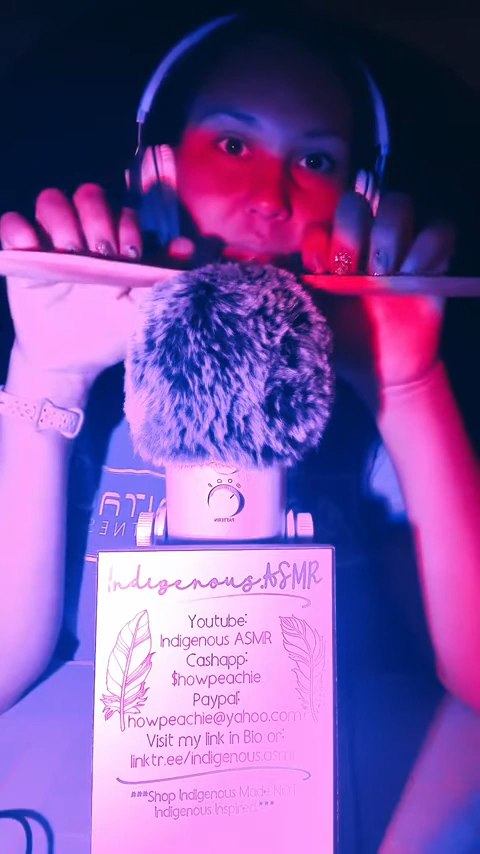 PATTERN
Indigenous.ASMR
Youtube:
Indigenous ASMR
Cashapp:
$howpeachie
Paypal:
howpeachie@yahoo.com
Visit my link in Bio or:
linktr.ee/indigenous.asmr
***Shop Indigenous Made NOT
Indigenous Inspired.***